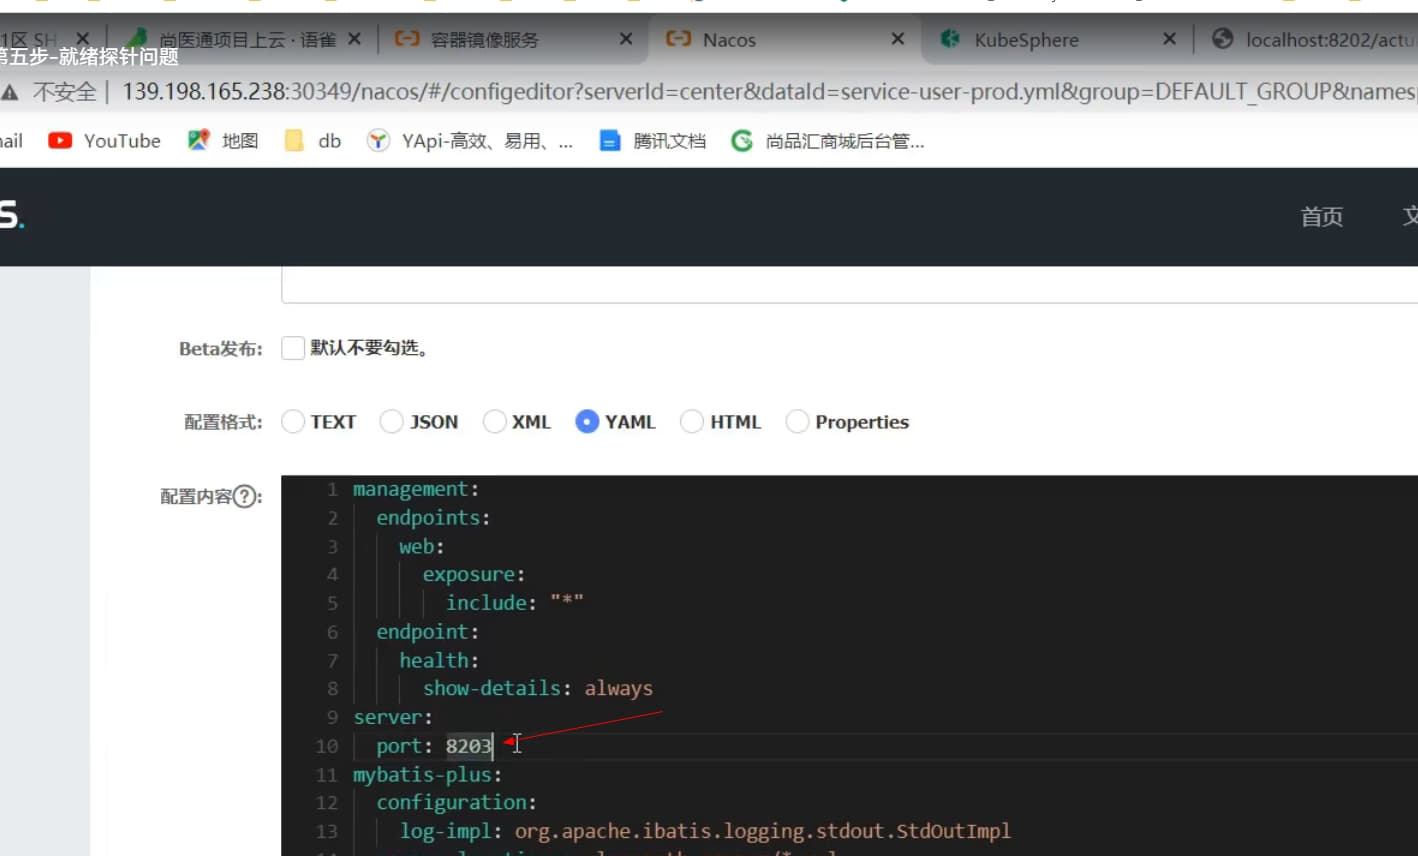 1区 SH
尚医通项目上云 · 语雀
容器镜像服务
Nacos
KubeSphere
localhost:8202/actu
第五步-就绪探针问题
不安全 | 139.198.165.238:30349/nacos/#/configeditor?serverId=center&dataId=service-user-prod.yml&group=DEFAULT_GROUP&names
ail YouTube 地图 db YApi-高效、易用、... 腾讯文档 尚品汇商城后台管...
S.
首页
Beta发布: 默认不要勾选。
配置格式: TEXT JSON XML YAML HTML Properties
配置内容?:
1 management:
2 endpoints:
3 web:
4 exposure:
5 include: "*"
6 endpoint:
7 health:
8 show-details: always
9 server:
10 port: 8203
11 mybatis-plus:
12 configuration:
13 log-impl: org.apache.ibatis.logging.stdout.StdOutImpl